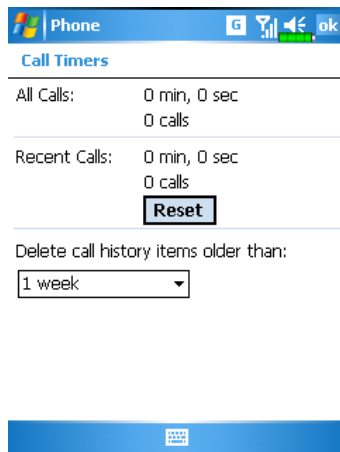 Phone G ok
Call Timers
All Calls: 0 min, 0 sec
0 calls
Recent Calls: 0 min, 0 sec
0 calls
Reset
Delete call history items older than:
1 week